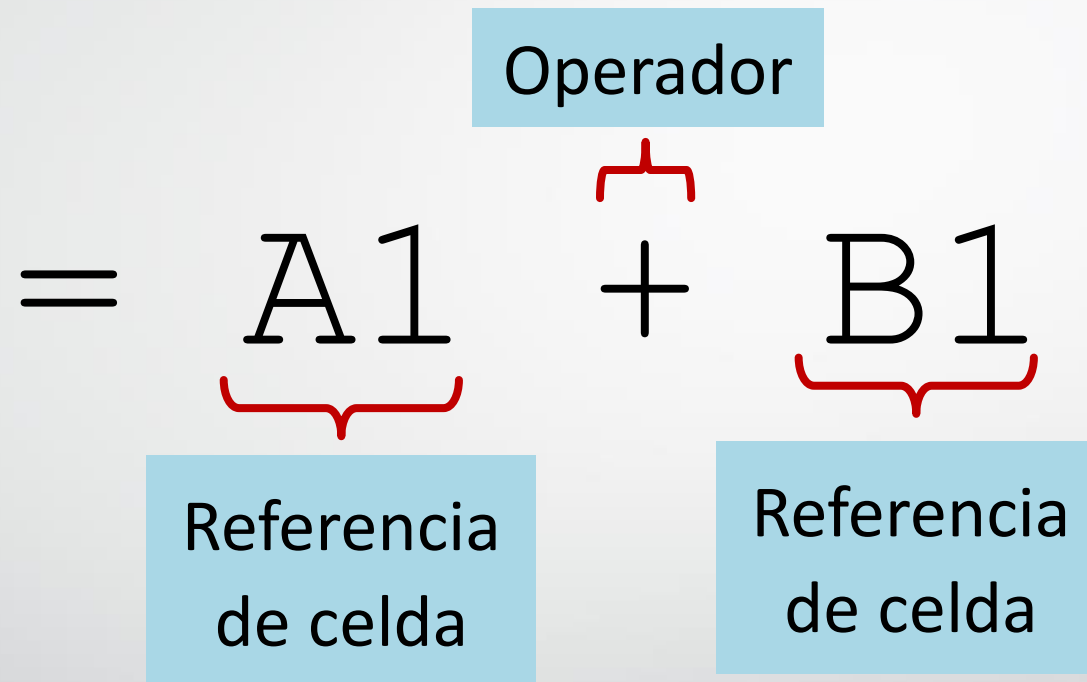 Operador
= A1 + B1
Referencia
de celda
Referencia
de celda